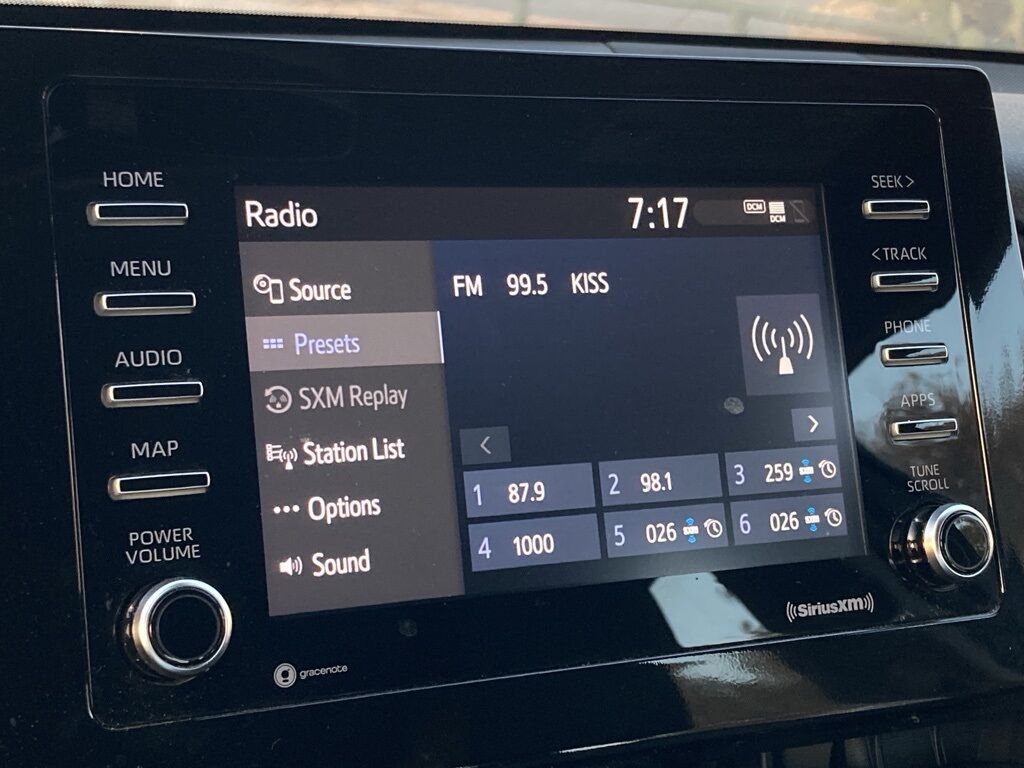 HOME
MENU
AUDIO
MAP
POWER
VOLUME
Radio
7:17
DCM
DCM
Source
Presets
SXM Replay
Station List
Options
Sound
FM 99.5 KISS
<
>
1 87.9
2 98.1
3 259
4 1000
5 026
6 026
SEEK >
< TRACK
PHONE
APPS
TUNE
SCROLL
gracenote
((SiriusXM))